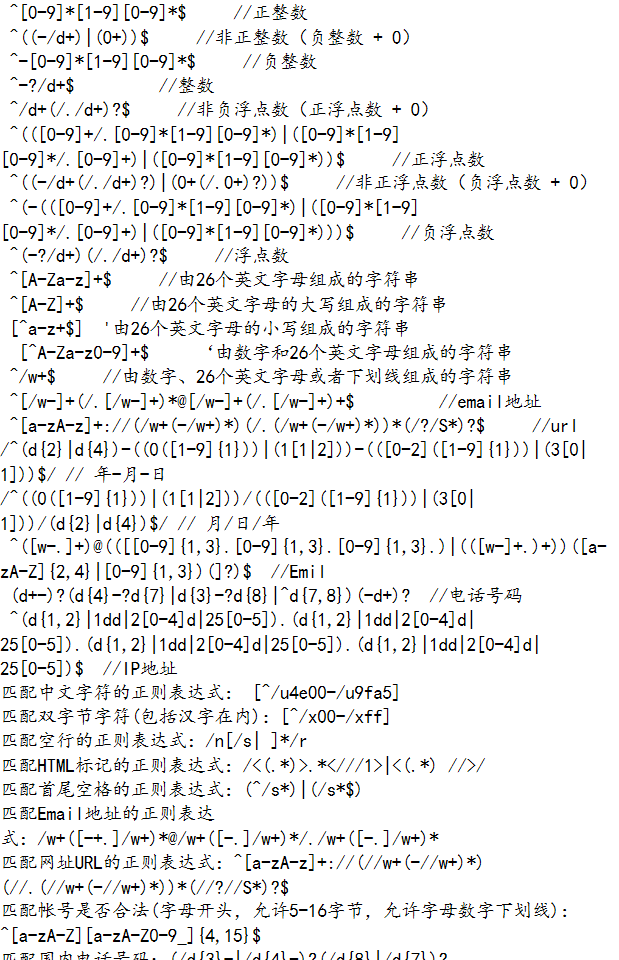 ^[0-9]*[1-9][0-9]*$ //正整数
^((-/d+)|(0+))$ //非正整数（负整数 + 0）
^-[0-9]*[1-9][0-9]*$ //负整数
^-?/d+$ //整数
^/d+(/./d+)?$ //非负浮点数（正浮点数 + 0）
^(([0-9]+/.[0-9]*[1-9][0-9]*)|([0-9]*[1-9]
[0-9]*/.[0-9]+)|([0-9]*[1-9][0-9]*))$ //正浮点数
^((-/d+(/./d+)?)|(0+(/.0+)?))$ //非正浮点数（负浮点数 + 0）
^(-(([0-9]+/.[0-9]*[1-9][0-9]*)|([0-9]*[1-9]
[0-9]*/.[0-9]+)|([0-9]*[1-9][0-9]*)))$ //负浮点数
^(-?/d+)(/./d+)?$ //浮点数
^[A-Za-z]+$ //由26个英文字母组成的字符串
^[A-Z]+$ //由26个英文字母的大写组成的字符串
[^a-z+$] '由26个英文字母的小写组成的字符串
[^A-Za-z0-9]+$ ‘由数字和26个英文字母组成的字符串
^/w+$ //由数字、26个英文字母或者下划线组成的字符串
^[/w-]+(/.[/w-]+)*@[/w-]+(/.[/w-]+)+$ //email地址
^[a-zA-z]+://(/w+(-/w+)*)(/.(/w+(-/w+)*))*(/?/S*)?$ //url
/^(d{2}|d{4})-((0([1-9]{1}))|(1[1|2]))-(([0-2]([1-9]{1}))|(3[0|
1]))$/ // 年-月-日
/^((0([1-9]{1}))|(1[1|2]))/(([0-2]([1-9]{1}))|(3[0|
1]))/(d{2}|d{4})$/ // 月/日/年
^([w-.]+)@(([[0-9]{1,3}.[0-9]{1,3}.[0-9]{1,3}.)|(([w-]+.)+))([a-
zA-Z]{2,4}|[0-9]{1,3})(]?)$ //Emil
(d+-)?(d{4}-?d{7}|d{3}-?d{8}|^d{7,8})(-d+)? //电话号码
^(d{1,2}|1dd|2[0-4]d|25[0-5]).(d{1,2}|1dd|2[0-4]d|
25[0-5]).(d{1,2}|1dd|2[0-4]d|25[0-5]).(d{1,2}|1dd|2[0-4]d|
25[0-5])$ //IP地址
匹配中文字符的正则表达式： [^/u4e00-/u9fa5]
匹配双字节字符(包括汉字在内)：[^/x00-/xff]
匹配空行的正则表达式：/n[/s| ]*/r
匹配HTML标记的正则表达式：/<(.*)>.*<///1>|<(.*) //>/
匹配首尾空格的正则表达式：(^/s*)|(/s*$)
匹配Email地址的正则表达
式：/w+([-+.]/w+)*@/w+([-.]/w+)*/./w+([-.]/w+)*
匹配网址URL的正则表达式：^[a-zA-z]+://(//w+(-//w+)*)
(//.(//w+(-//w+)*))*(//?//S*)?$
匹配帐号是否合法(字母开头，允许5-16字节，允许字母数字下划线)：
^[a-zA-Z][a-zA-Z0-9_]{4,15}$
匹配国内电话号码：(/d{3}-|/d{4}-)?(/d{8}|/d{7})?